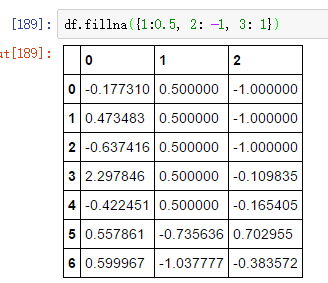 [189]: df.fillna({1:0.5, 2: -1, 3: 1})
ut[189]:
0 1 2
0 -0.177310 0.500000 -1.000000
1 0.473483 0.500000 -1.000000
2 -0.637416 0.500000 -1.000000
3 2.297846 0.500000 -0.109835
4 -0.422451 0.500000 -0.165405
5 0.557861 -0.735636 0.702955
6 0.599967 -1.037777 -0.383572